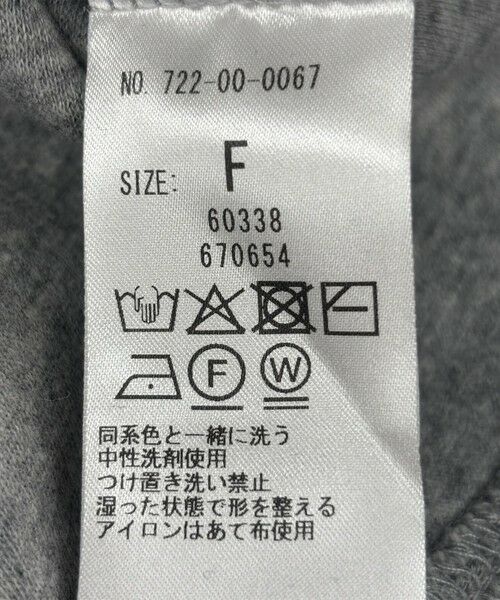 NO. 722-00-0067
SIZE: F
60338
670654
F W
同系色と一緒に洗う
中性洗剤使用
つけ置き洗い禁止
湿った状態で形を整える
アイロンはあて布使用